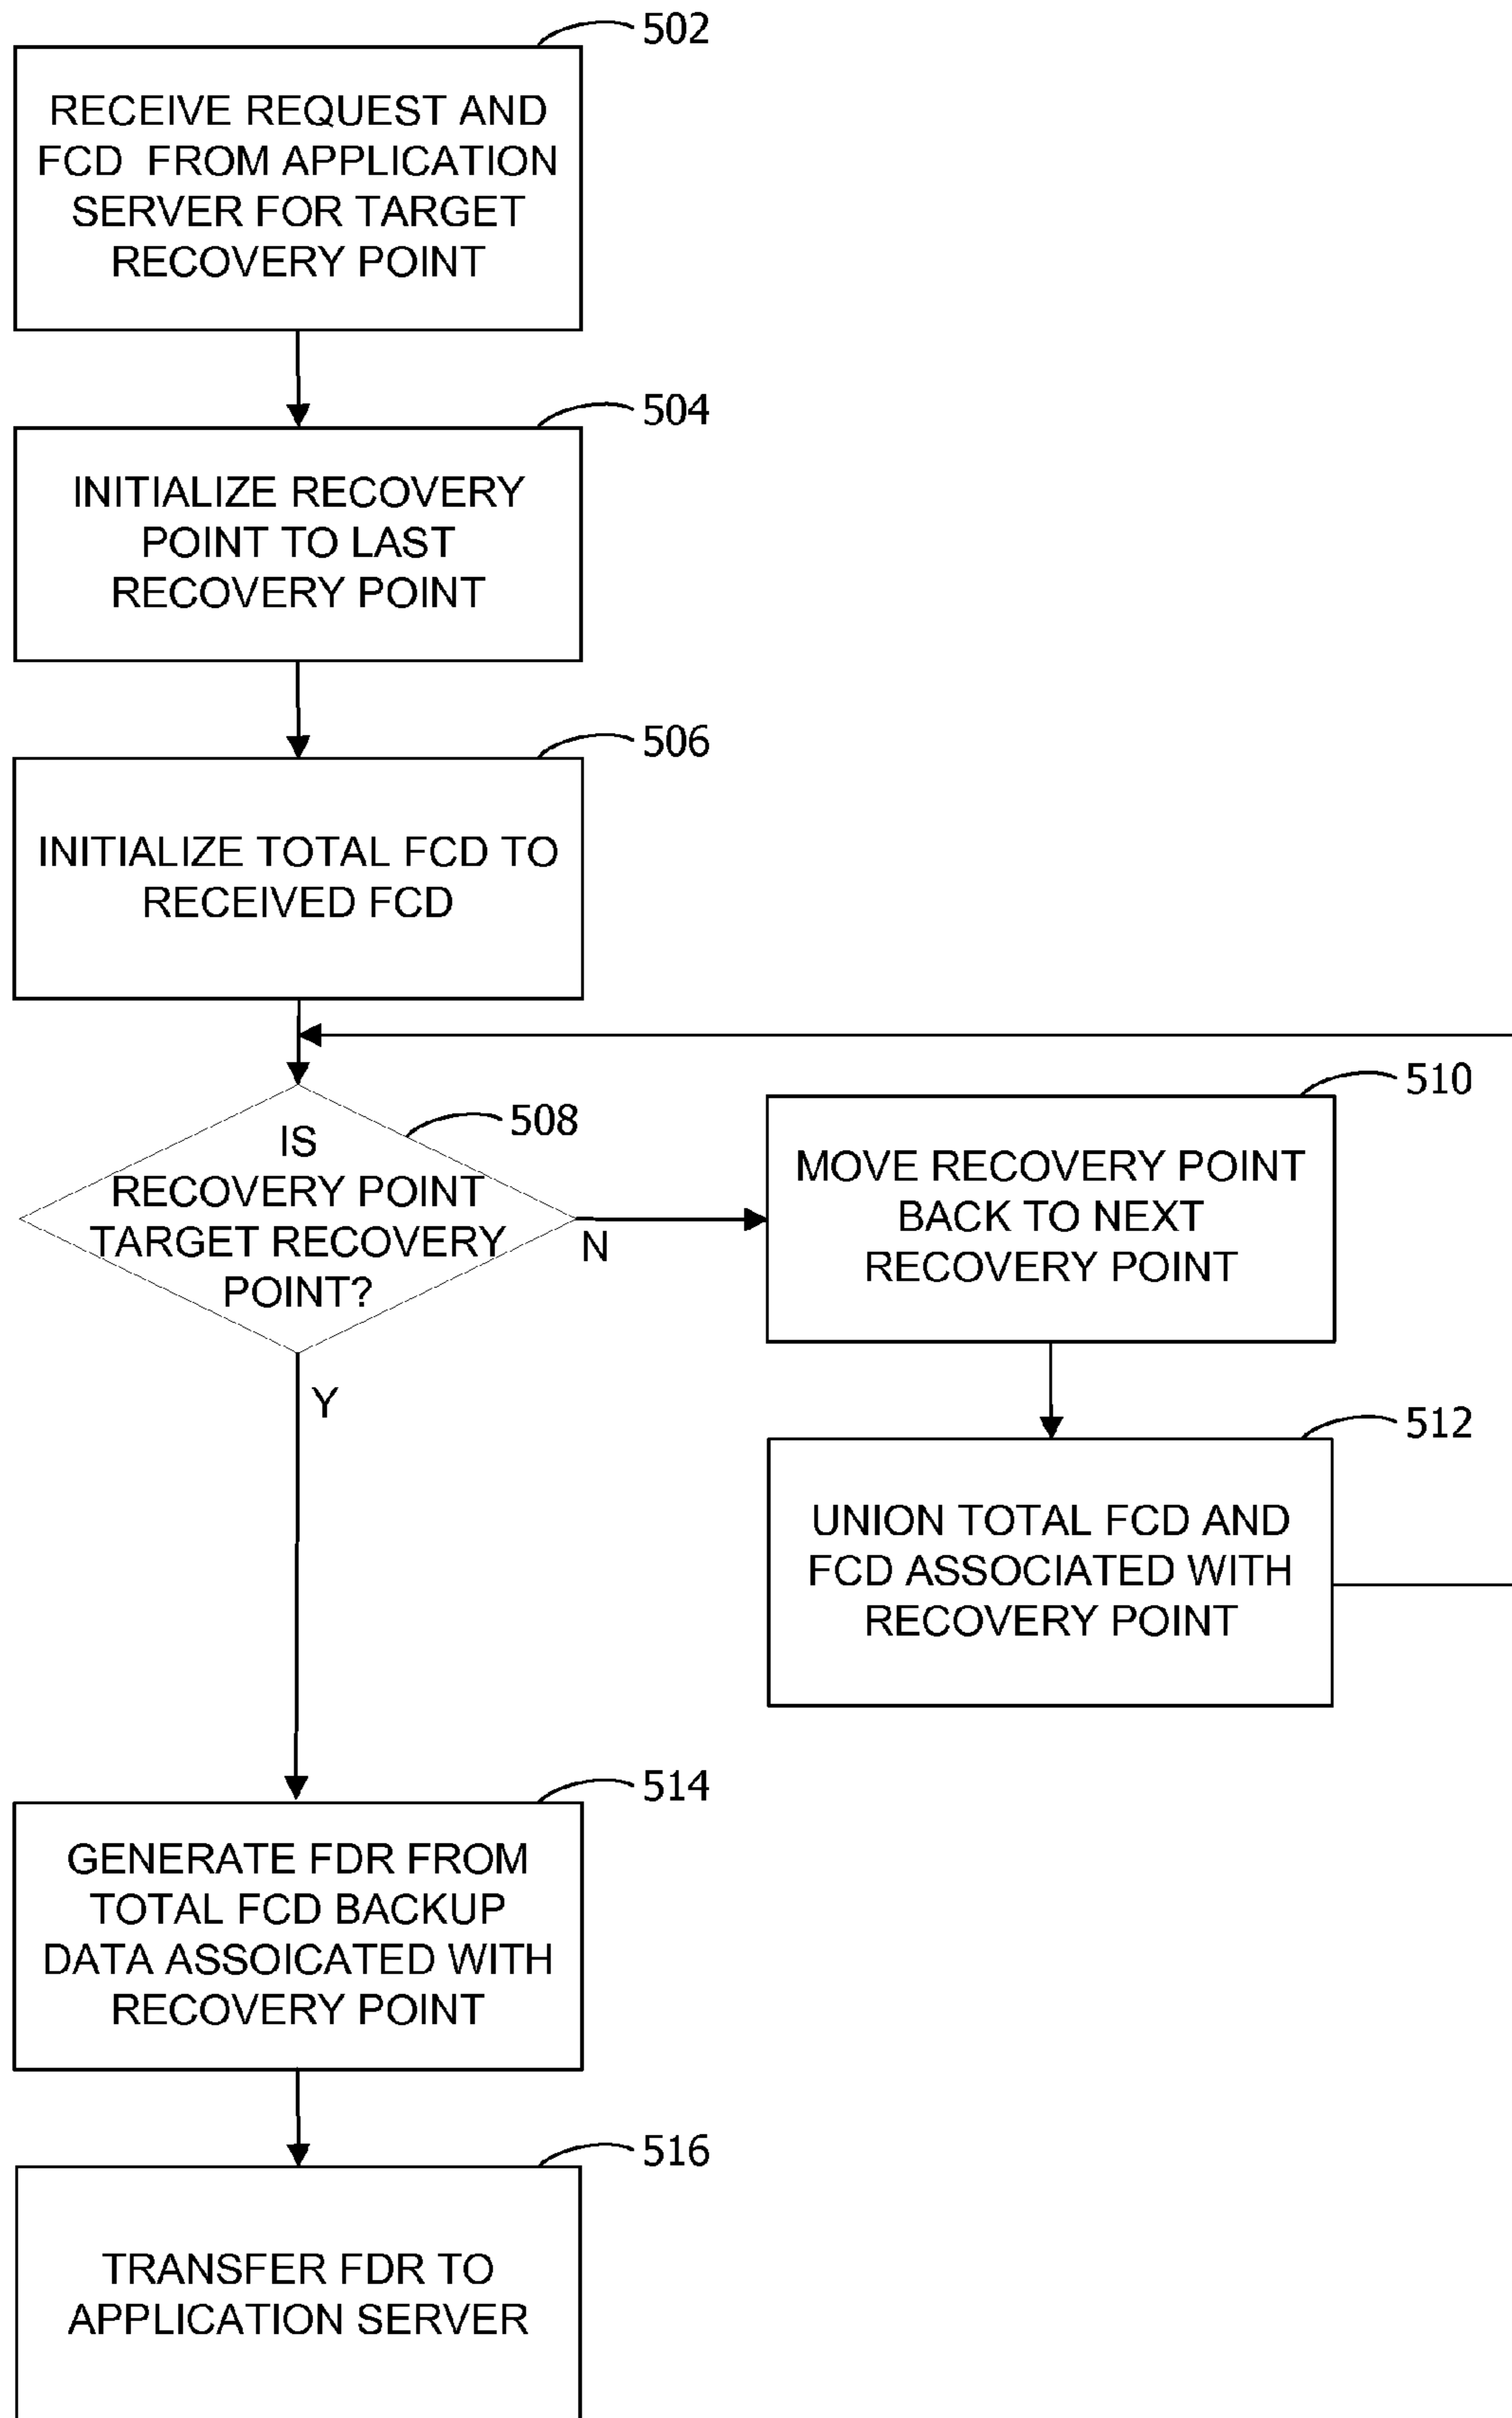 502
RECEIVE REQUEST AND
FCD FROM APPLICATION
SERVER FOR TARGET
RECOVERY POINT
504
INITIALIZE RECOVERY
POINT TO LAST
RECOVERY POINT
506
INITIALIZE TOTAL FCD TO
RECEIVED FCD
508
IS
RECOVERY POINT
TARGET RECOVERY
POINT?
N
Y
510
MOVE RECOVERY POINT
BACK TO NEXT
RECOVERY POINT
512
UNION TOTAL FCD AND
FCD ASSOCIATED WITH
RECOVERY POINT
514
GENERATE FDR FROM
TOTAL FCD BACKUP
DATA ASSOICATED WITH
RECOVERY POINT
516
TRANSFER FDR TO
APPLICATION SERVER